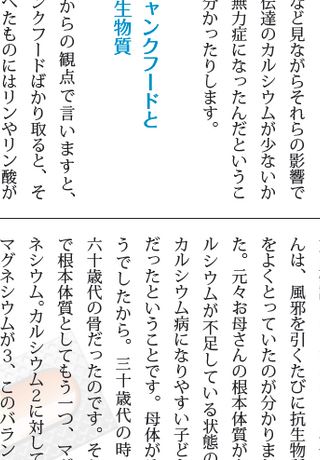 など見ながらそれらの影響で
伝達のカルシウムが少ないか
無力症になったんだというこ
分かったりします。
ャンクフードと
生物質
からの観点で言いますと、
ンクフードばかり取ると、そ
べたものにはリンやリン酸が
んは、風邪を引くたびに抗生物
をよくとっていたのが分かりま
た。元々お母さんの根本体質が
ルシウムが不足している状態の
カルシウム病になりやすい子ど
だったということです。母体が
うでしたから。三十歳代の時
六十歳代の骨だったのです。そ
で根本体質としてもう一つ、マグ
ネシウム。カルシウム2に対して
マグネシウムが3、このバラン